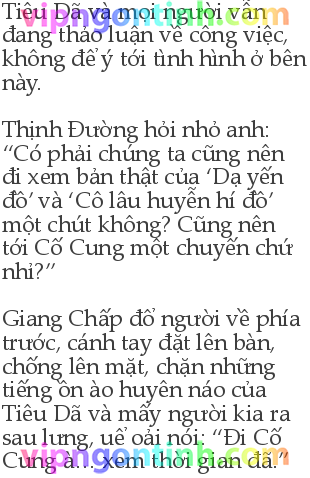 Tiêu Dã và mọi người vẫn
đang thảo luận về công việc,
không để ý tới tình hình ở bên
này.
Thịnh Đường hỏi nhỏ anh:
“Có phải chúng ta cũng nên
đi xem bản thật của ‘Dạ yến
đồ’ và ‘Cô lâu huyễn hí đồ’
một chút không? Cũng nên
tới Cố Cung một chuyến chứ
nhỉ?”
Giang Chấp đổ người về phía
trước, cánh tay đặt lên bàn,
chống lên mặt, chặn những
tiếng ồn ào huyên náo của
Tiêu Dã và mấy người kia ra
sau lưng, uể oải nói: “Đi Cố
Cung à... xem thời gian đã.”
vipngontinh.com
vipngontinh.com